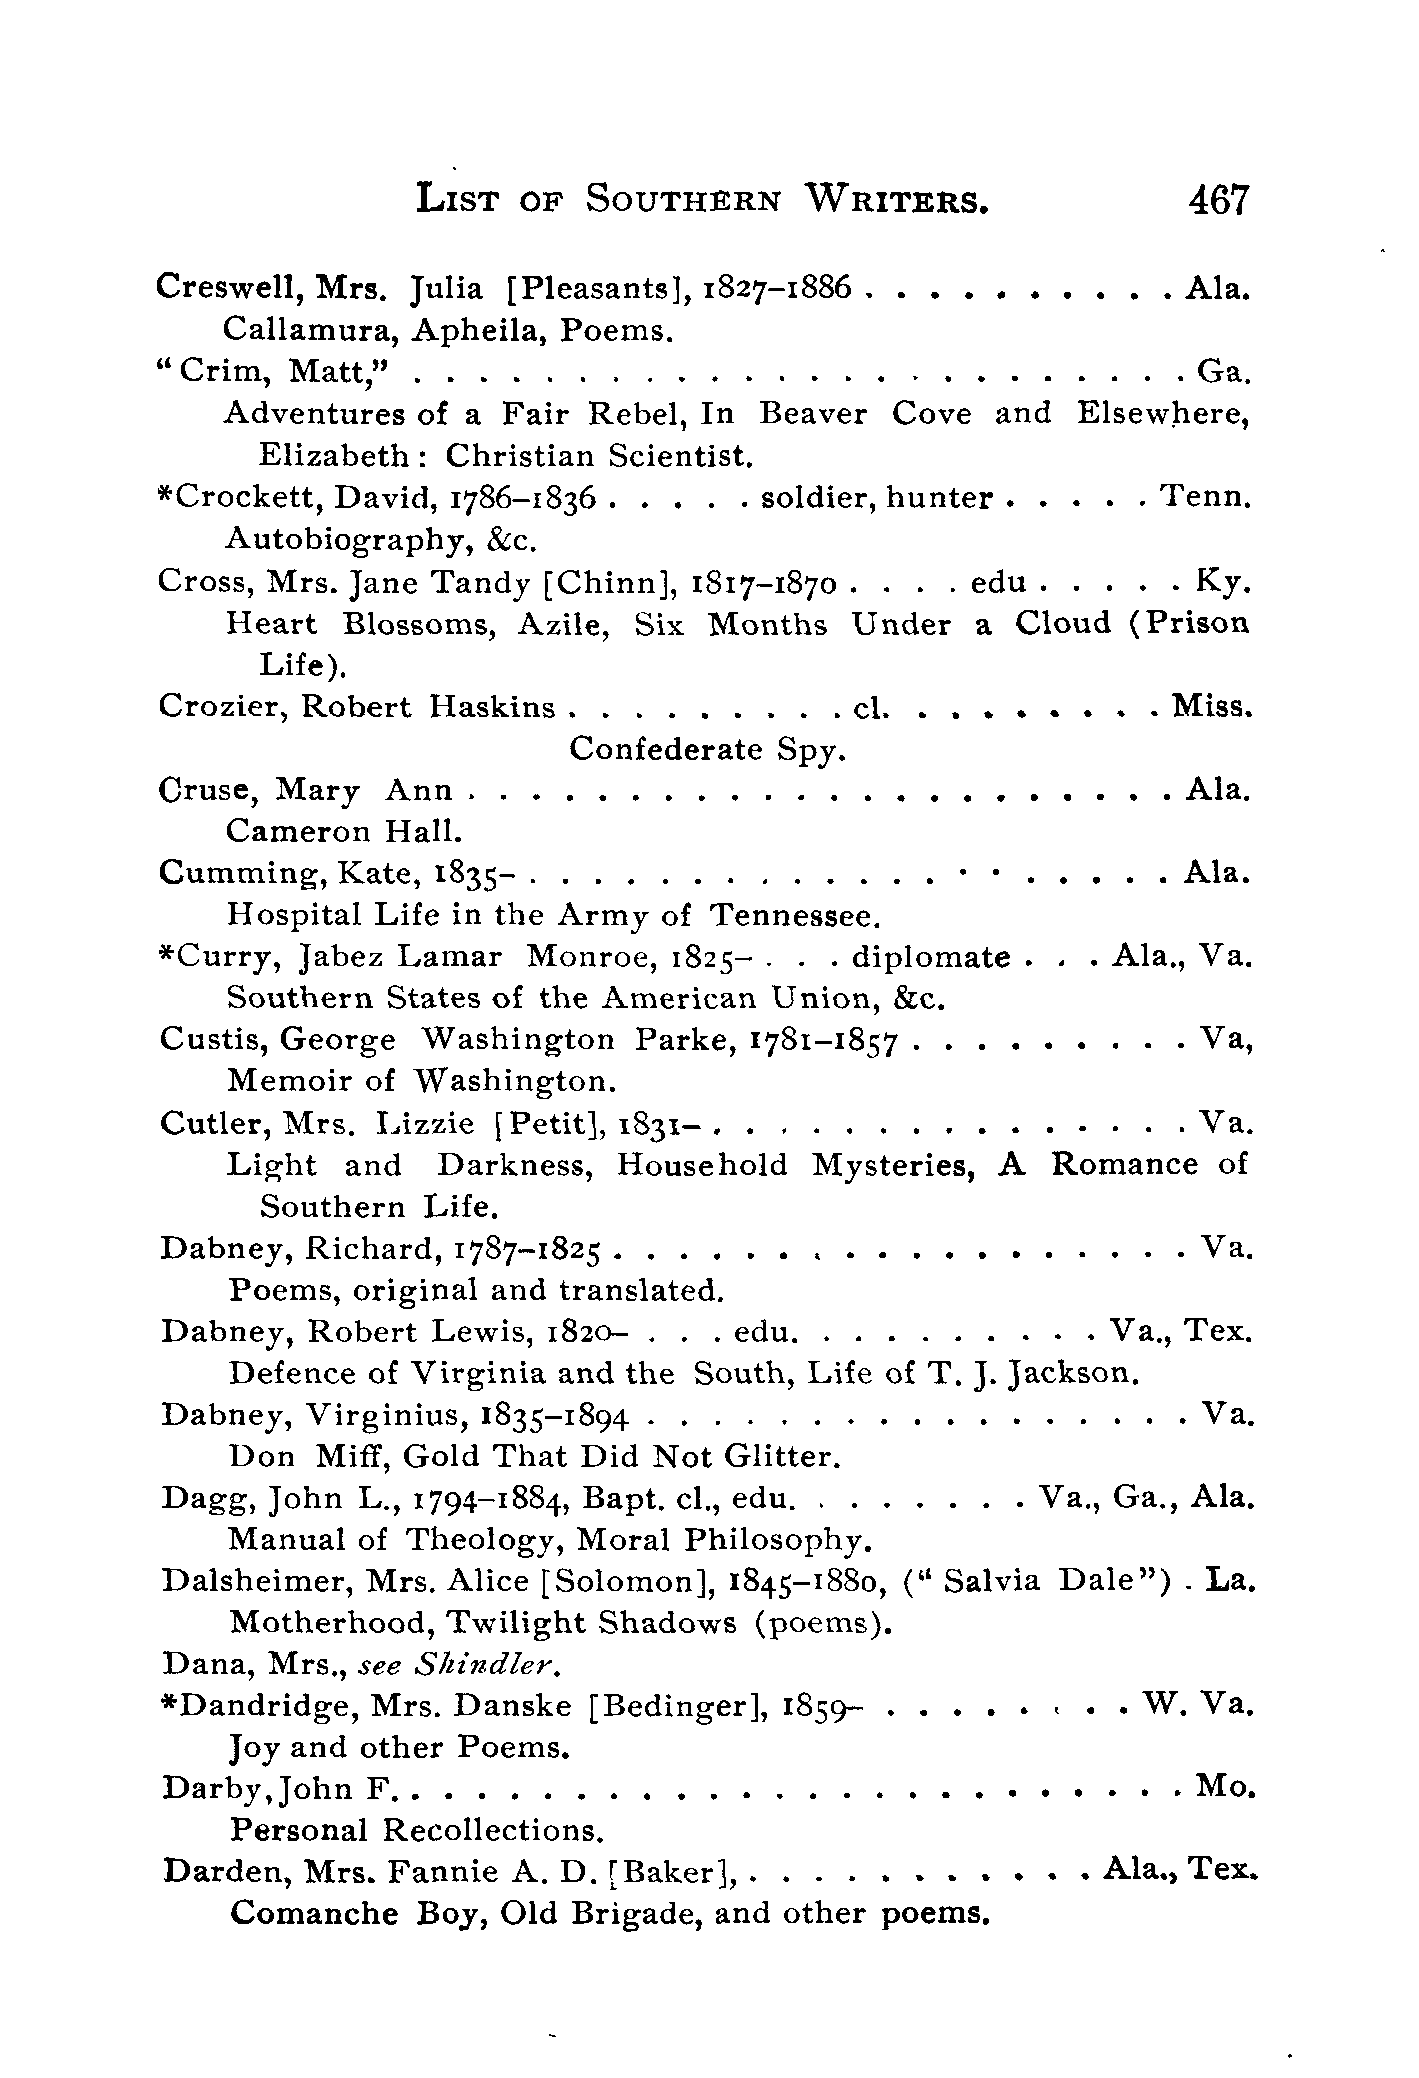 LIST OF SOUTHERN WRITERS. 467
Creswell, Mrs. Julia [Pleasants], 1827–1886 . . . . . . . . . . Ala.
Callamura, Apheila, Poems.
“Crim, Matt,” . . . . . . . . . . . . . . . . . . . . . . . . Ga.
Adventures of a Fair Rebel, In Beaver Cove and Elsewhere,
Elizabeth: Christian Scientist.
*Crockett, David, 1786–1836 . . . . . soldier, hunter . . . . . Tenn.
Autobiography, &c.
Cross, Mrs. Jane Tandy [Chinn], 1817–1870 . . . . edu . . . . . Ky.
Heart Blossoms, Azile, Six Months Under a Cloud (Prison
Life).
Crozier, Robert Haskins . . . . . . . . . cl. . . . . . . . . . Miss.
Confederate Spy.
Cruse, Mary Ann . . . . . . . . . . . . . . . . . . . . . . Ala.
Cameron Hall.
Cumming, Kate, 1835– . . . . . . . . . . . . . . . . . . . . Ala.
Hospital Life in the Army of Tennessee.
*Curry, Jabez Lamar Monroe, 1825– . . . diplomate . . . Ala., Va.
Southern States of the American Union, &c.
Custis, George Washington Parke, 1781–1857 . . . . . . . . . Va,
Memoir of Washington.
Cutler, Mrs. Lizzie [Petit], 1831– . . . . . . . . . . . . . . . Va.
Light and Darkness, Household Mysteries, A Romance of
Southern Life.
Dabney, Richard, 1787–1825 . . . . . . . . . . . . . . . . . . Va.
Poems, original and translated.
Dabney, Robert Lewis, 1820– . . . edu. . . . . . . . . . . Va., Tex.
Defence of Virginia and the South, Life of T. J. Jackson.
Dabney, Virginius, 1835–1894 . . . . . . . . . . . . . . . . . Va.
Don Miff, Gold That Did Not Glitter.
Dagg, John L., 1794–1884, Bapt. cl., edu. . . . . . . . Va., Ga., Ala.
Manual of Theology, Moral Philosophy.
Dalsheimer, Mrs. Alice [Solomon], 1845–1880, (“Salvia Dale”) . La.
Motherhood, Twilight Shadows (poems).
Dana, Mrs., see Shindler.
*Dandridge, Mrs. Danske [Bedinger], 1859– . . . . . . . . W. Va.
Joy and other Poems.
Darby, John F. . . . . . . . . . . . . . . . . . . . . . . . . Mo.
Personal Recollections.
Darden, Mrs. Fannie A. D. [Baker], . . . . . . . . . . . Ala., Tex.
Comanche Boy, Old Brigade, and other poems.